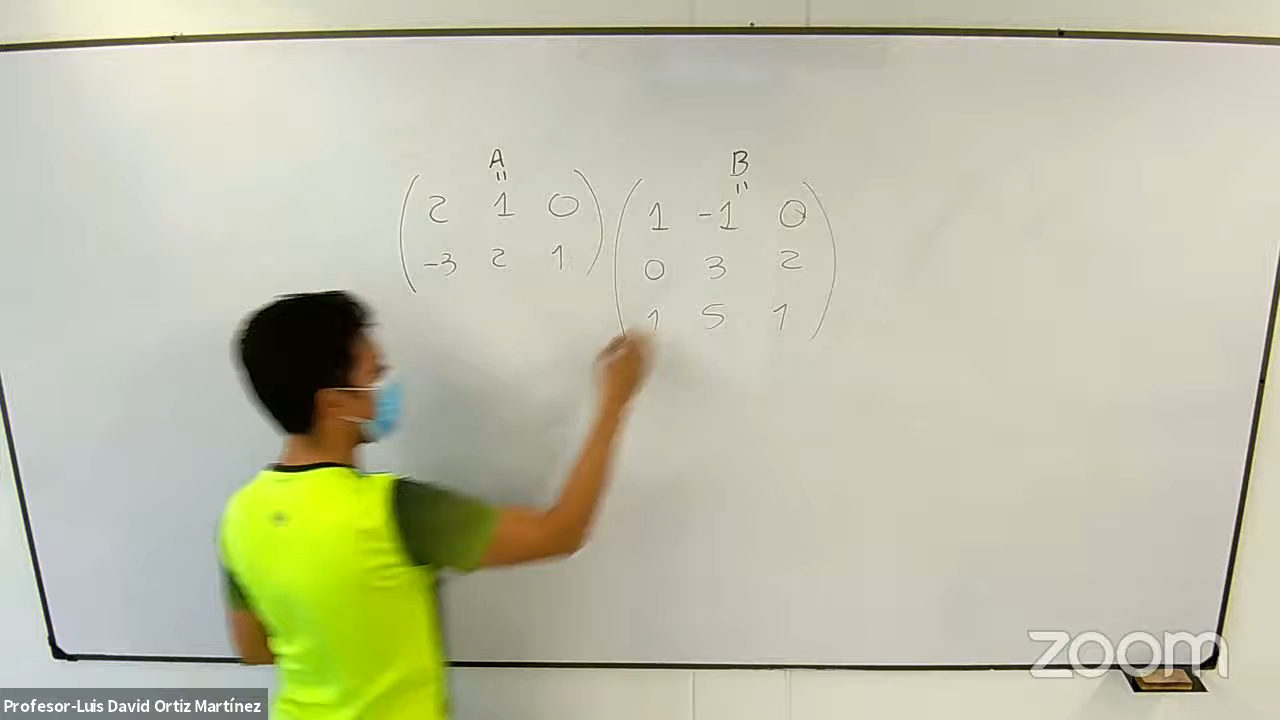 A B
= =
2 1 0 1 -1 0
-3 2 1 0 3 2
1 5 1
zoom
Profesor-Luis David Ortiz Martínez